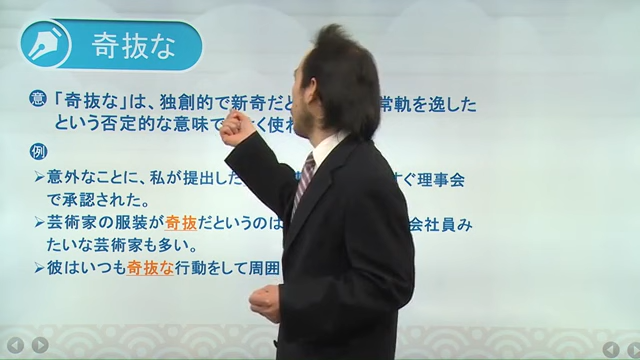 奇抜な
意 「奇抜な」は、独創的で新奇だと 常軌を逸した
という否定的な意味で く使わ
例
➢意外なことに、私が提出した すぐ理事会
で承認された。
➢芸術家の服装が奇抜だというのは 会社員み
たいな芸術家も多い。
➢彼はいつも奇抜な行動をして周囲